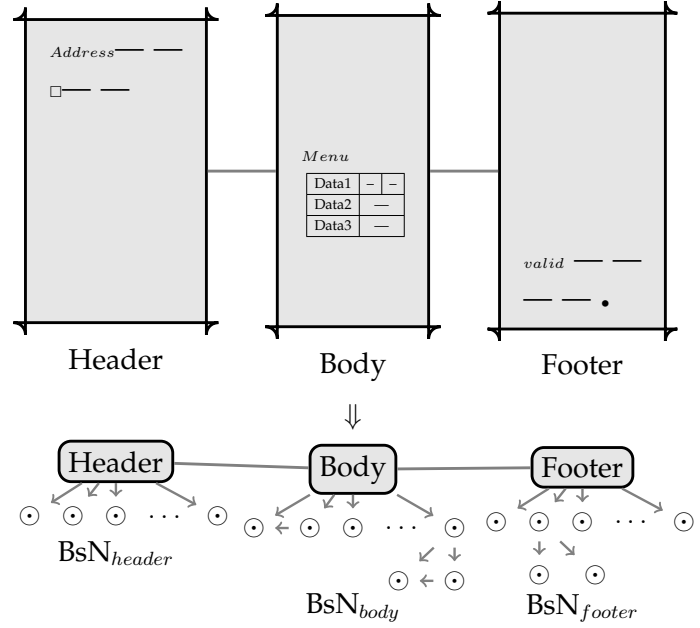 Address
□
Menu
Data1 – –
Data2 —
Data3 —
valid
Header
Body
Footer
⇓
Header
Body
Footer
· · ·
· · ·
· · ·
BsN_header
BsN_body
BsN_footer